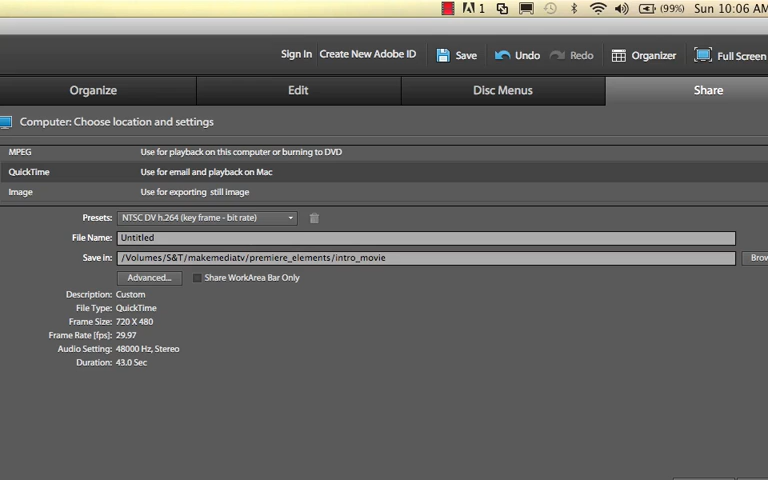 1 (99%) Sun 10:06 AM
Sign In Create New Adobe ID Save Undo Redo Organizer Full Screen
Organize Edit Disc Menus Share
Computer: Choose location and settings
MPEG Use for playback on this computer or burning to DVD
QuickTime Use for email and playback on Mac
Image Use for exporting still image
Presets: NTSC DV h.264 (key frame - bit rate)
File Name: Untitled
Save in: /Volumes/S&T/makemediatv/premiere_elements/intro_movie Brow
Advanced... Share WorkArea Bar Only
Description: Custom
File Type: QuickTime
Frame Size: 720 X 480
Frame Rate [fps]: 29.97
Audio Setting: 48000 Hz, Stereo
Duration: 43.0 Sec